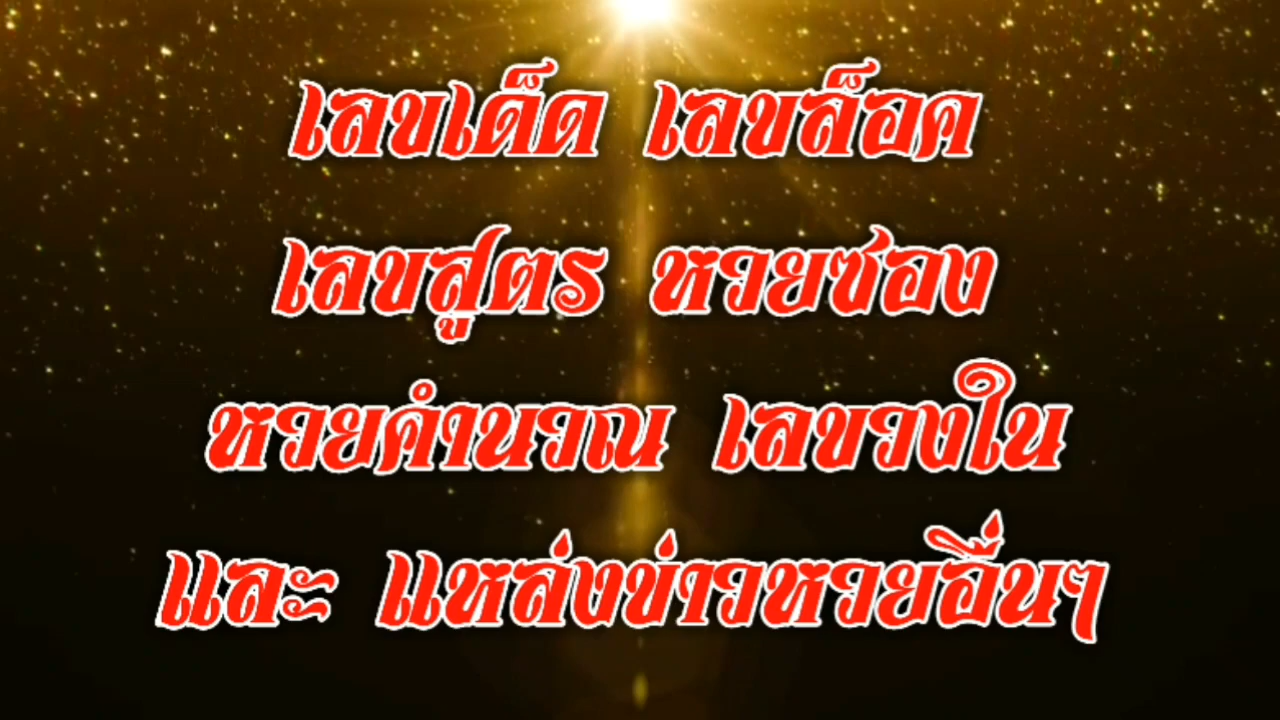 เลขเด็ด เลขล็อค
เลขสูตร หวยซอง
หวยคำนวณ เลขวงใน
และ แหล่งข่าวหวยอื่นๆ